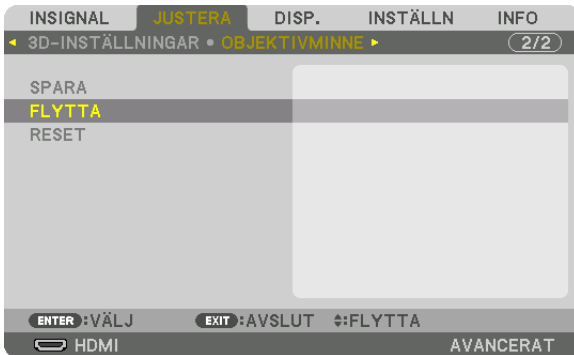 INSIGNAL JUSTERA DISP. INSTÄLLN INFO
3D-INSTÄLLNINGAR • OBJEKTIVMINNE 2/2
SPARA
FLYTTA
RESET
ENTER :VÄLJ EXIT :AVSLUT :FLYTTA
HDMI AVANCERAT